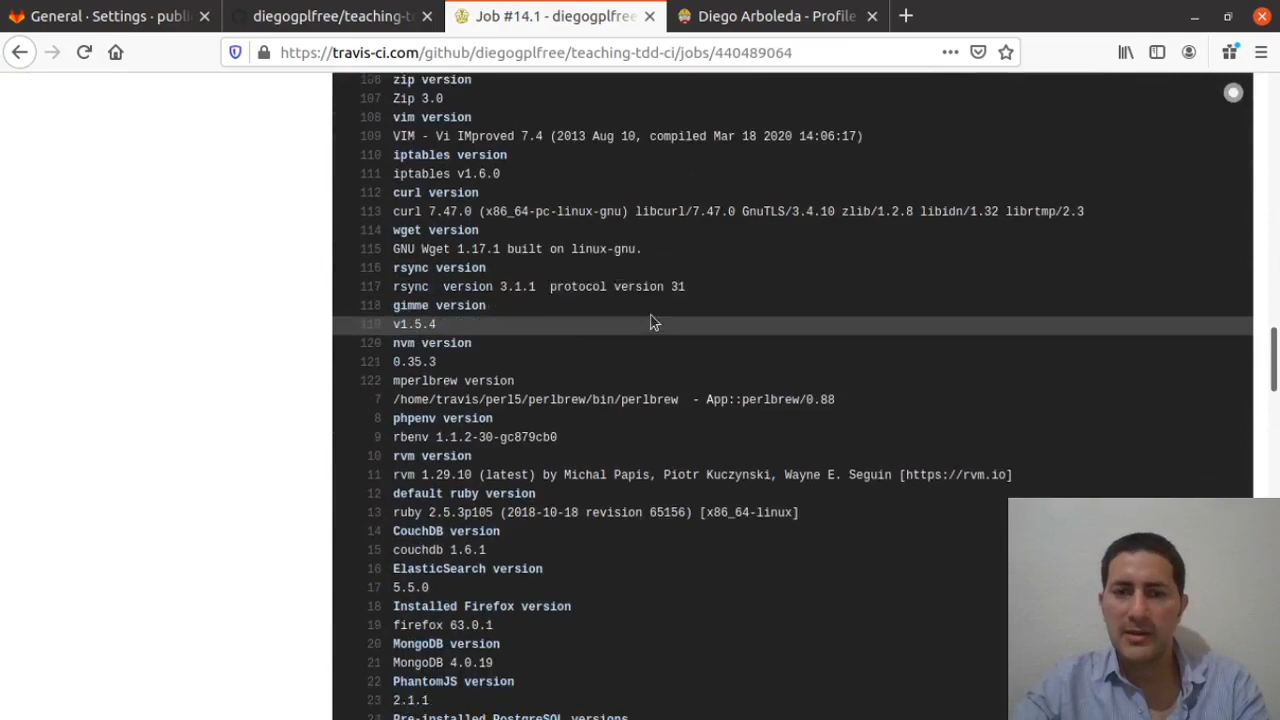 General · Settings · publi
diegogplfree/teaching-t
Job #14.1 - diegogplfree
Diego Arboleda - Profile
https://travis-ci.com/github/diegogplfree/teaching-tdd-ci/jobs/440489064
106 zip version
107 Zip 3.0
108 vim version
109 VIM - Vi IMproved 7.4 (2013 Aug 10, compiled Mar 18 2020 14:06:17)
110 iptables version
111 iptables v1.6.0
112 curl version
113 curl 7.47.0 (x86_64-pc-linux-gnu) libcurl/7.47.0 GnuTLS/3.4.10 zlib/1.2.8 libidn/1.32 librtmp/2.3
114 wget version
115 GNU Wget 1.17.1 built on linux-gnu.
116 rsync version
117 rsync  version 3.1.1  protocol version 31
118 gimme version
119 v1.5.4
120 nvm version
121 0.35.3
122 mperlbrew version
7 /home/travis/perl5/perlbrew/bin/perlbrew  - App::perlbrew/0.88
8 phpenv version
9 rbenv 1.1.2-30-gc879cb0
10 rvm version
11 rvm 1.29.10 (latest) by Michal Papis, Piotr Kuczynski, Wayne E. Seguin [https://rvm.io]
12 default ruby version
13 ruby 2.5.3p105 (2018-10-18 revision 65156) [x86_64-linux]
14 CouchDB version
15 couchdb 1.6.1
16 ElasticSearch version
17 5.5.0
18 Installed Firefox version
19 firefox 63.0.1
20 MongoDB version
21 MongoDB 4.0.19
22 PhantomJS version
23 2.1.1
24 Pre-installed PostgreSQL versions